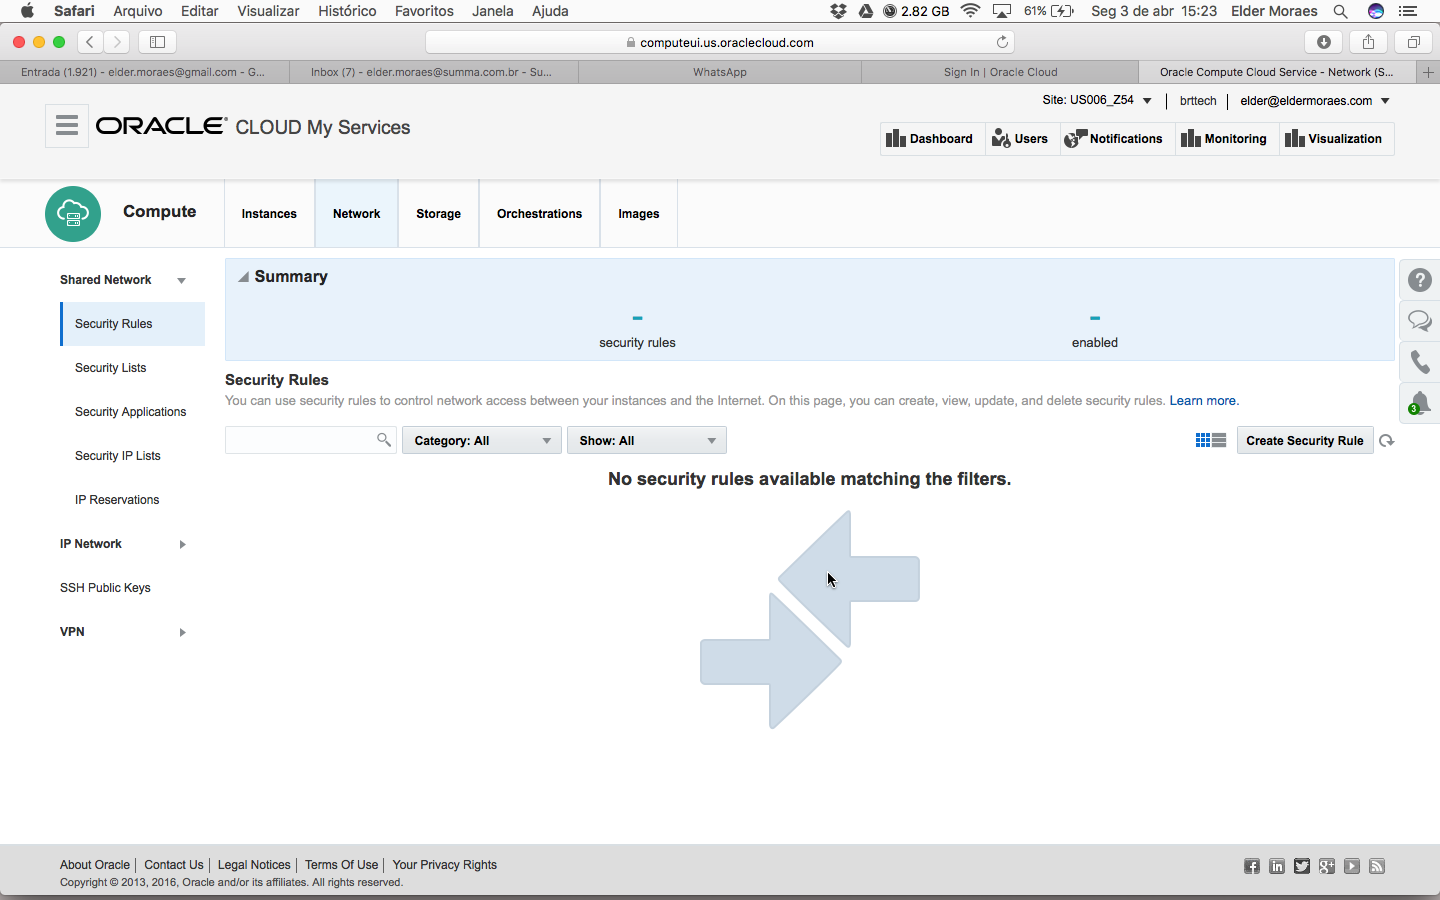 Safari Arquivo Editar Visualizar Histórico Favoritos Janela Ajuda 2.82 GB 61% Seg 3 de abr 15:23 Elder Moraes
computeui.us.oraclecloud.com
Entrada (1.921) - elder.moraes@gmail.com - G... Inbox (7) - elder.moraes@summa.com.br - Su... WhatsApp Sign In | Oracle Cloud Oracle Compute Cloud Service - Network (S...
Site: US006_Z54 brttech elder@eldermoraes.com
ORACLE CLOUD My Services
Dashboard Users Notifications Monitoring Visualization
Compute Instances Network Storage Orchestrations Images
Shared Network
Security Rules
Security Lists
Security Applications
Security IP Lists
IP Reservations
IP Network
SSH Public Keys
VPN
Summary
- -
security rules enabled
Security Rules
You can use security rules to control network access between your instances and the Internet. On this page, you can create, view, update, and delete security rules. Learn more.
Category: All Show: All Create Security Rule
No security rules available matching the filters.
?
3
About Oracle | Contact Us | Legal Notices | Terms Of Use | Your Privacy Rights
Copyright © 2013, 2016, Oracle and/or its affiliates. All rights reserved.